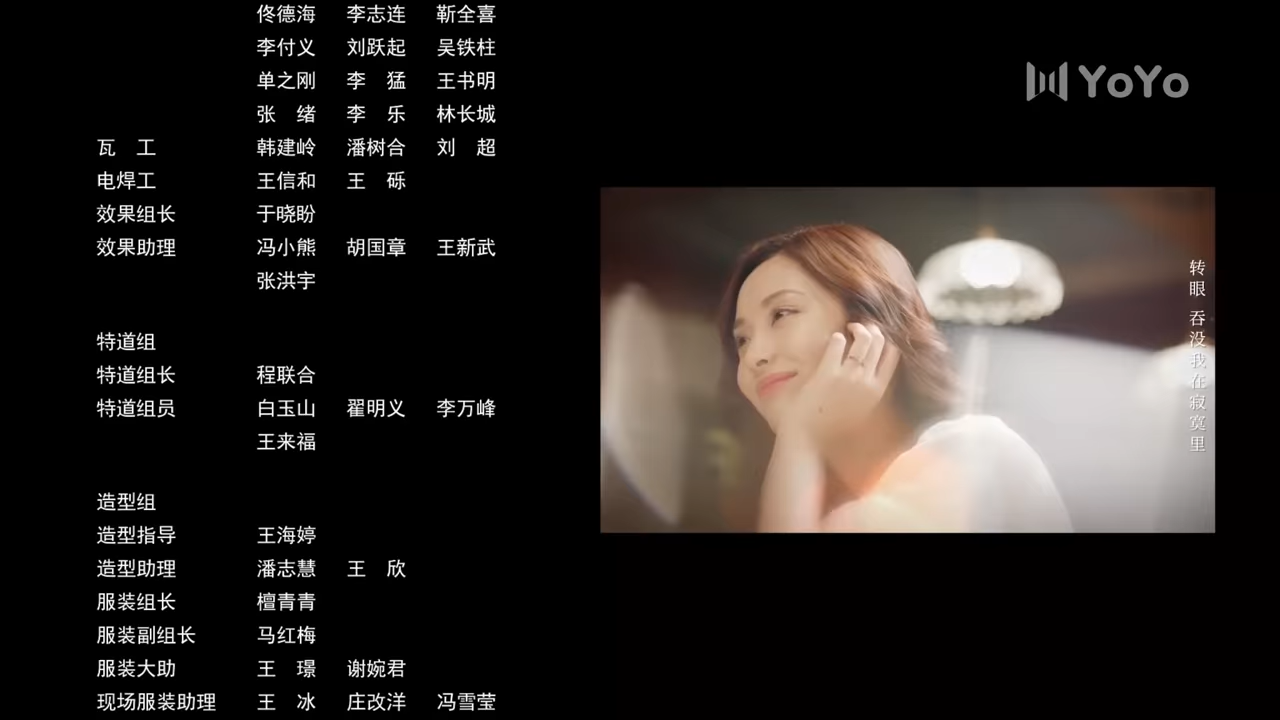 佟德海 李志连 靳全喜
李付义 刘跃起 吴铁柱
单之刚 李 猛 王书明
张 绪 李 乐 林长城
瓦 工 韩建岭 潘树合 刘 超
电焊工 王信和 王 砾
效果组长 于晓盼
效果助理 冯小熊 胡国章 王新武
张洪宇
特道组
特道组长 程联合
特道组员 白玉山 翟明义 李万峰
王来福
造型组
造型指导 王海婷
造型助理 潘志慧 王 欣
服装组长 檀青青
服装副组长 马红梅
服装大助 王 璟 谢婉君
现场服装助理 王 冰 庄改洋 冯雪莹
YoYo
转眼 吞没我在寂寞里